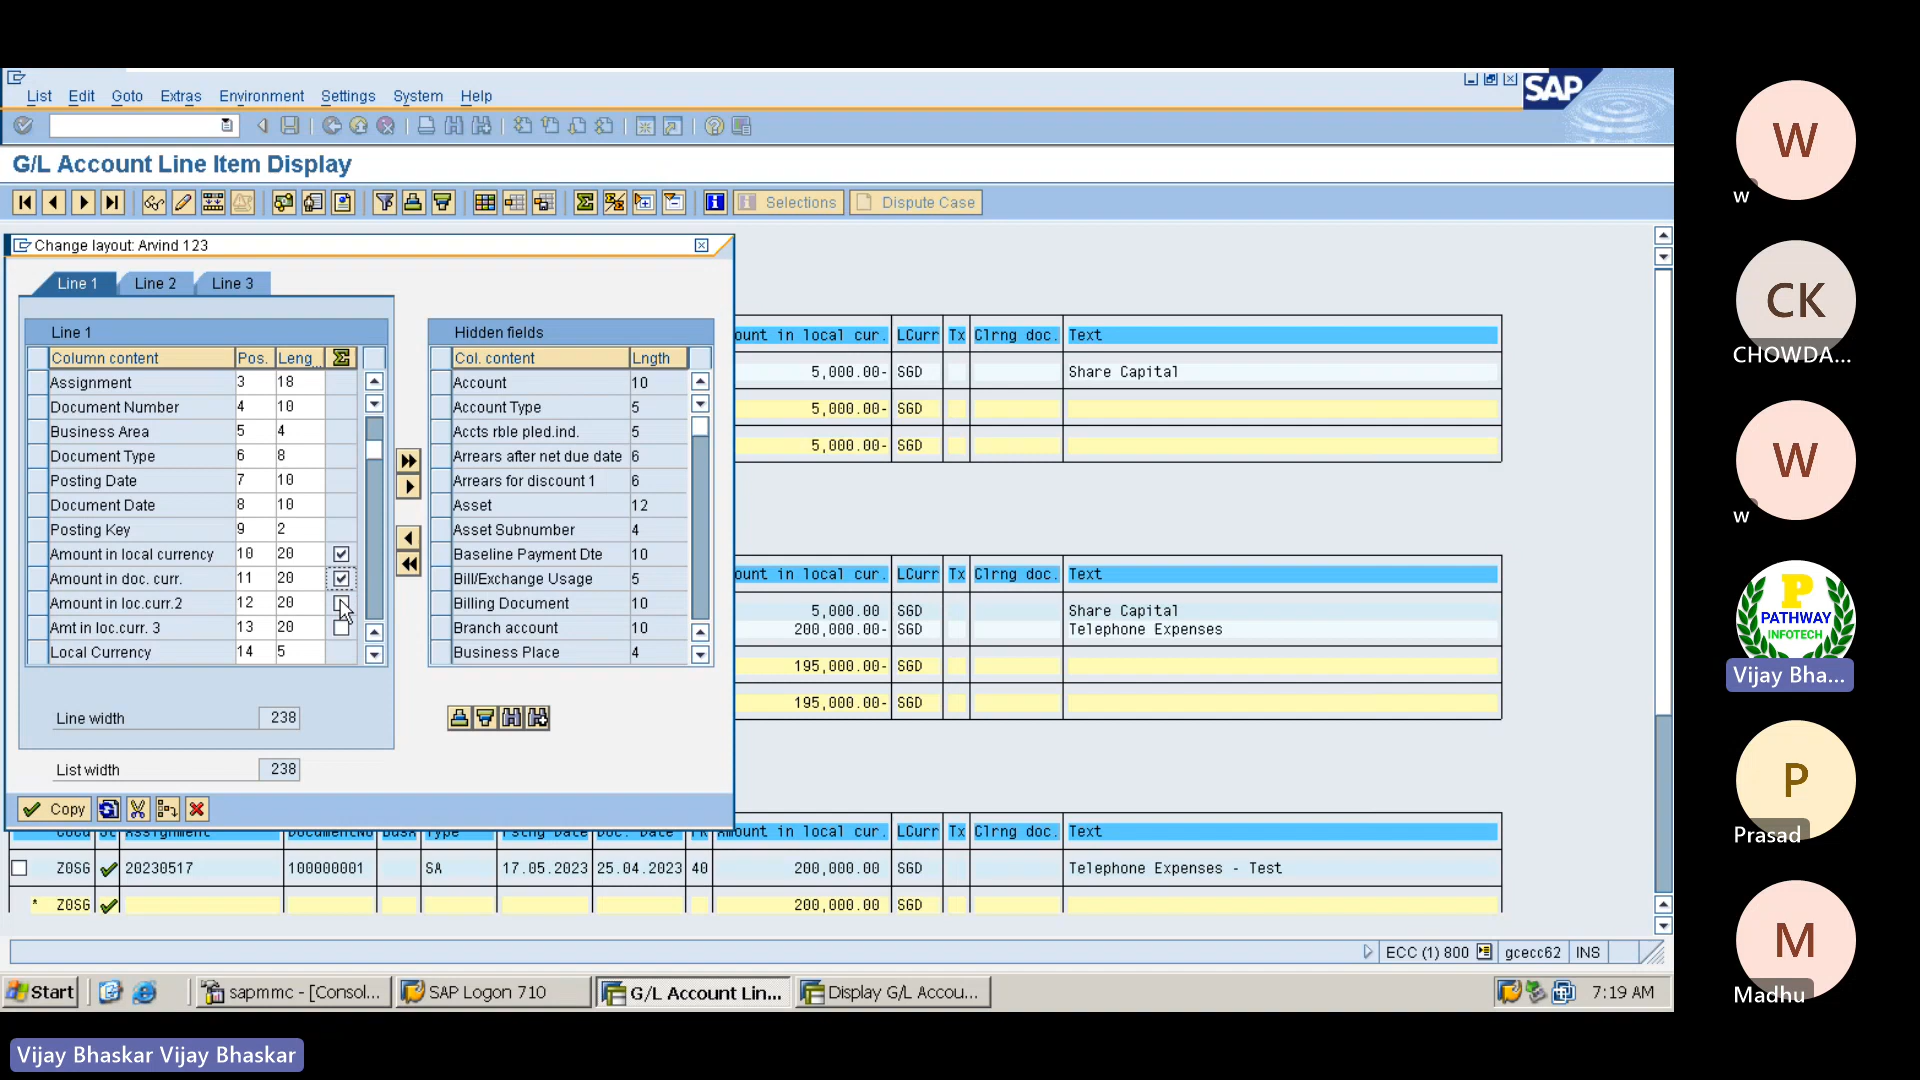 List Edit Goto Extras Environment Settings System Help
SAP
G/L Account Line Item Display
Selections
Dispute Case
Change layout: Arvind 123
Line 1
Line 2
Line 3
Line 1
Column content Pos. Leng...
Assignment 3 18
Document Number 4 10
Business Area 5 4
Document Type 6 8
Posting Date 7 10
Document Date 8 10
Posting Key 9 2
Amount in local currency 10 20
Amount in doc. curr. 11 20
Amount in loc.curr.2 12 20
Amt in loc.curr. 3 13 20
Local Currency 14 5
Line width 238
List width 238
Copy
Hidden fields
Col. content Lngth
Account 10
Account Type 5
Accts rble pled.ind. 5
Arrears after net due date 6
Arrears for discount 1 6
Asset 12
Asset Subnumber 4
Baseline Payment Dte 10
Bill/Exchange Usage 5
Billing Document 10
Branch account 10
Business Place 4
ount in local cur. LCurr Tx Clrng doc. Text
5,000.00- SGD Share Capital
5,000.00- SGD
5,000.00- SGD
ount in local cur. LCurr Tx Clrng doc. Text
5,000.00 SGD Share Capital
200,000.00- SGD Telephone Expenses
195,000.00- SGD
195,000.00- SGD
CoCd St Assignment DocumentNo BusA Type Pstng Date Doc. Date PK Amount in local cur. LCurr Tx Clrng doc. Text
Z0SG 20230517 100000001 SA 17.05.2023 25.04.2023 40 200,000.00 SGD Telephone Expenses - Test
* Z0SG 200,000.00 SGD
ECC (1) 800 gcecc62 INS
Start
sapmmc - [Consol...
SAP Logon 710
G/L Account Lin...
Display G/L Accou...
7:19 AM
Vijay Bhaskar Vijay Bhaskar
W
w
CK
CHOWDA...
W
w
P
PATHWAY
INFOTECH
Vijay Bha...
P
Prasad
M
Madhu